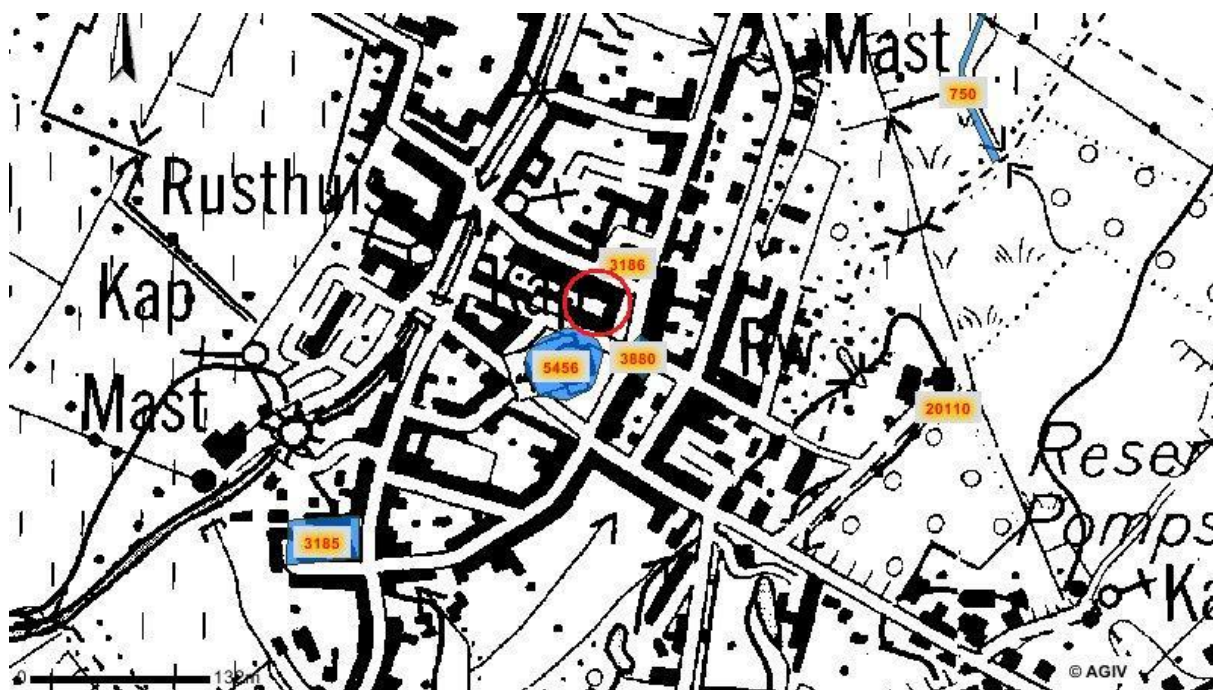 Mast
750
Rusthuis
3186
Kap
Kap
5456
3880
Rw
Mast
20110
Reser
Pomps
3185
Ka
0 132m
© AGIV